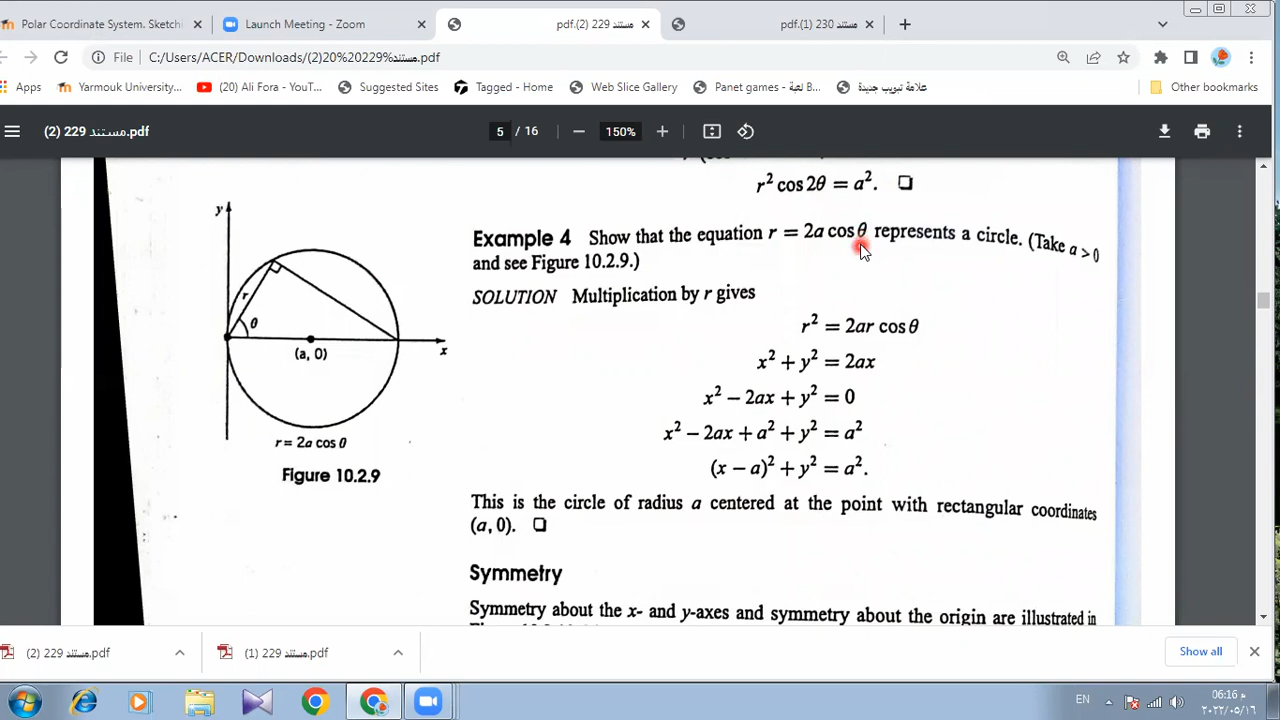 Polar Coordinate System. Sketchi
Launch Meeting - Zoom
مستند 229 (2).pdf
مستند 230 (1).pdf
File
C:/Users/ACER/Downloads/(2)20%20229%مستند.pdf
Apps
Yarmouk University...
(20) Ali Fora - YouT...
Suggested Sites
Tagged - Home
Web Slice Gallery
Panet games - لعبة B...
علامة تبويب جديدة
Other bookmarks
(2) 229 مستند.pdf
5 / 16
150%
r² cos 2θ = a². ❏
Example 4 Show that the equation r = 2a cos θ represents a circle. (Take a > 0
and see Figure 10.2.9.)
SOLUTION Multiplication by r gives
r² = 2ar cos θ
x² + y² = 2ax
x² − 2ax + y² = 0
x² − 2ax + a² + y² = a²
(x − a)² + y² = a².
This is the circle of radius a centered at the point with rectangular coordinates
(a, 0). ❏
y
r
θ
(a, 0)
x
r = 2a cos θ
Figure 10.2.9
Symmetry
Symmetry about the x- and y-axes and symmetry about the origin are illustrated in
(2) 229 مستند.pdf
(1) 229 مستند.pdf
Show all
EN
06:16 م
٢٠٢٢/٠٥/١٦